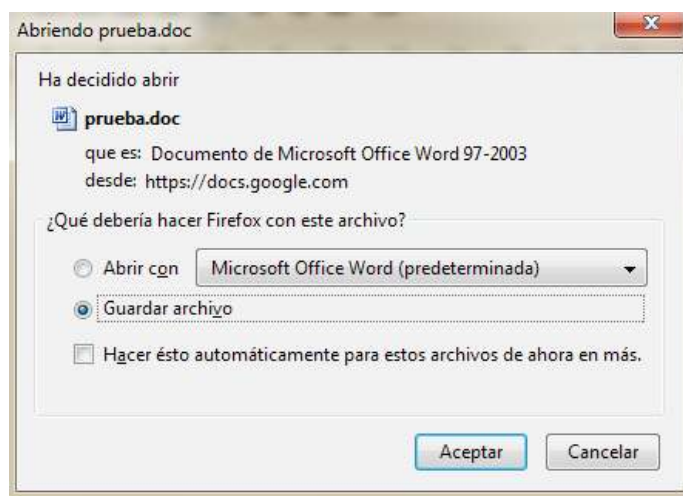 Abriendo prueba.doc
Ha decidido abrir
prueba.doc
que es: Documento de Microsoft Office Word 97-2003
desde: https://docs.google.com
¿Qué debería hacer Firefox con este archivo?
Abrir con Microsoft Office Word (predeterminada)
Guardar archivo
Hacer ésto automáticamente para estos archivos de ahora en más.
Aceptar Cancelar